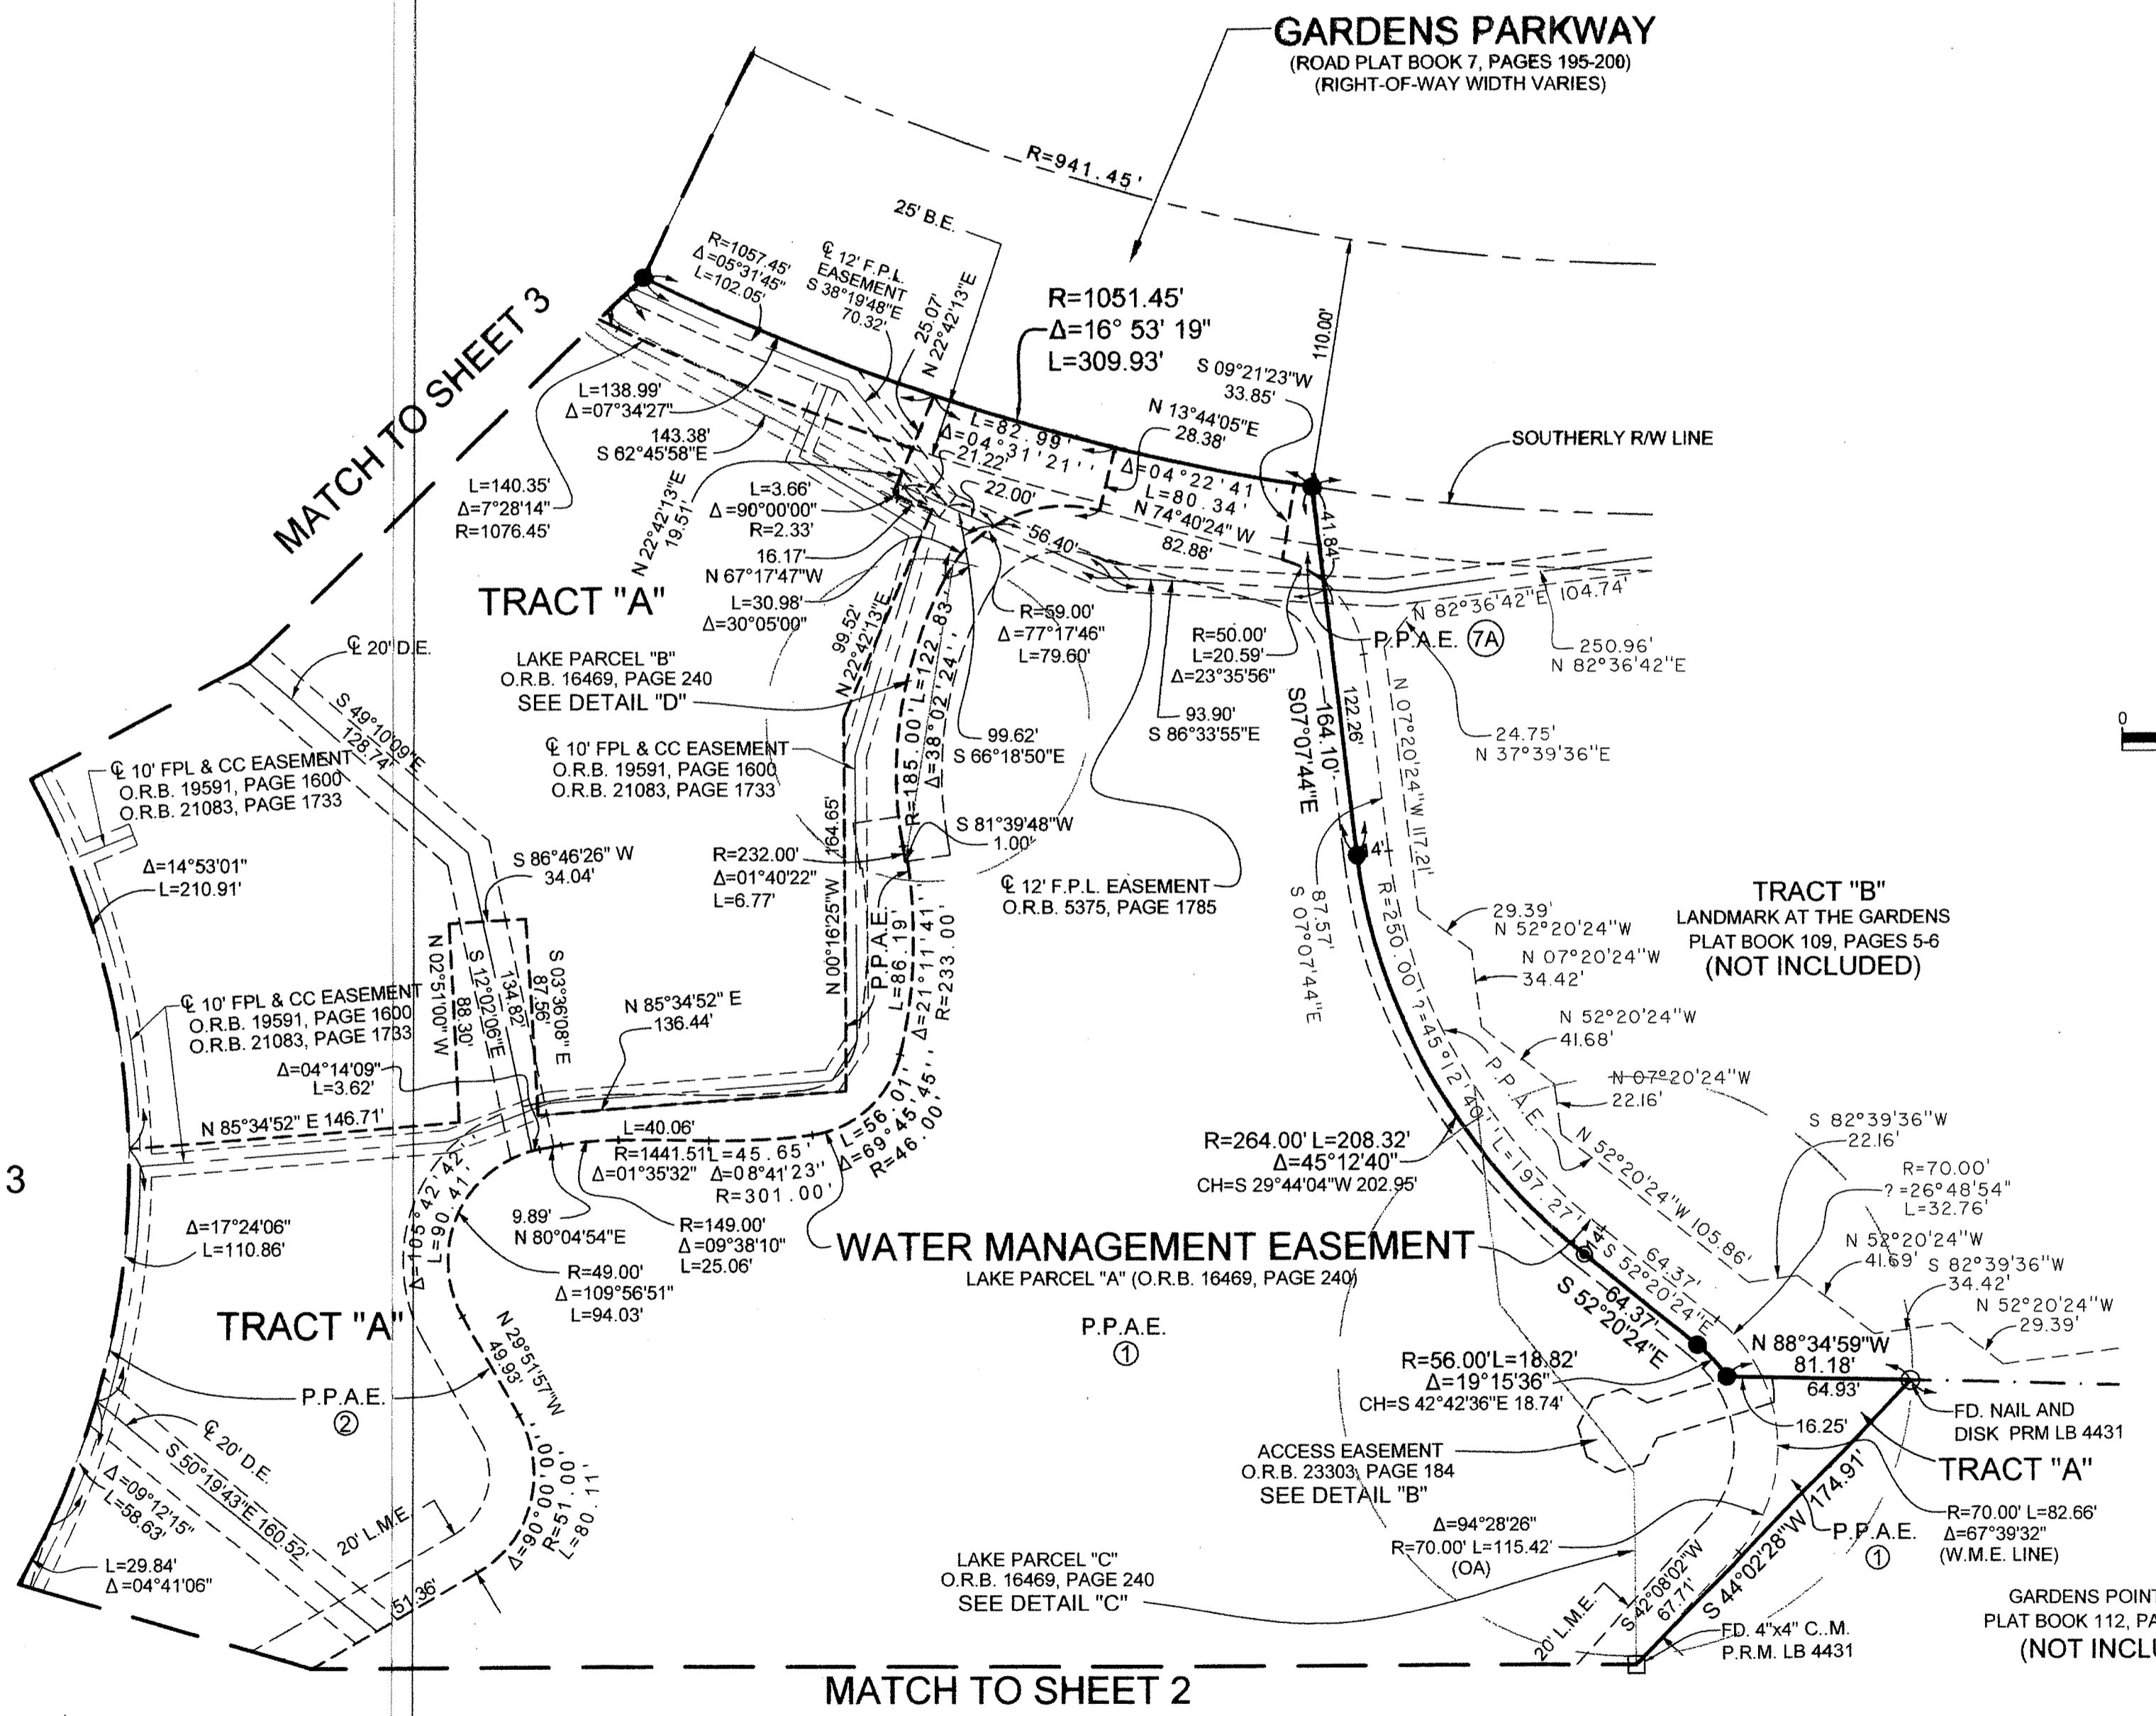 GARDENS PARKWAY
(ROAD PLAT BOOK 7, PAGES 195-200)
(RIGHT-OF-WAY WIDTH VARIES)
R=941.45'
25' B.E.
R=1057.45'
Δ=05°31'45"
L=102.05'
℄ 12' F.P.L.
EASEMENT
S 38°19'48"E
70.32'
25.07'
N 22°42'13"E
R=1051.45'
Δ=16° 53' 19"
L=309.93'
110.00'
S 09°21'23"W
33.85'
N 13°44'05"E
28.38'
SOUTHERLY R/W LINE
MATCH TO SHEET 3
L=138.99'
Δ=07°34'27"
143.38'
S 62°45'58"E
L=140.35'
Δ=7°28'14"
R=1076.45'
N 22°42'13"E
19.51'
L=3.66'
Δ=90°00'00"
R=2.33'
16.17'
N 67°17'47"W
L=30.98'
Δ=30°05'00"
L=82.99'
Δ=04°31'21''
21.22'
22.00'
56.40'
Δ=04°22'41''
L=80.34'
N 74°40'24" W
82.88'
41.84'
N 82°36'42"E 104.74'
P.P.A.E. 7A
250.96'
N 82°36'42"E
TRACT "A"
LAKE PARCEL "B"
O.R.B. 16469, PAGE 240
SEE DETAIL "D"
99.52'
N 22°42'13"E
R=185.00' L=122.83'
Δ=38°02'24'
R=59.00'
Δ=77°17'46"
L=79.60'
R=50.00'
L=20.59'
Δ=23°35'56"
99.62'
S 66°18'50"E
93.90'
S 86°33'55"E
24.75'
N 37°39'36"E
S07°07'44"E
164.10'
122.26'
N 07°20'24"W 117.21'
℄ 20' D.E.
S 49°10'09"E
128.74'
℄ 10' FPL & CC EASEMENT
O.R.B. 19591, PAGE 1600
O.R.B. 21083, PAGE 1733
℄ 10' FPL & CC EASEMENT
O.R.B. 19591, PAGE 1600
O.R.B. 21083, PAGE 1733
Δ=14°53'01"
L=210.91'
S 86°46'26" W
34.04'
R=232.00'
Δ=01°40'22"
L=6.77'
N 00°16'25"W 164.65'
S 81°39'48"W
1.00'
℄ 12' F.P.L. EASEMENT
O.R.B. 5375, PAGE 1785
14'
87.57'
S 07°07'44"E
R=250.00' ?=45°12'40" L=197.27'
29.39'
N 52°20'24"W
N 07°20'24"W
34.42'
TRACT "B"
LANDMARK AT THE GARDENS
PLAT BOOK 109, PAGES 5-6
(NOT INCLUDED)
℄ 10' FPL & CC EASEMENT
O.R.B. 19591, PAGE 1600
O.R.B. 21083, PAGE 1733
N 02°51'00" W
88.30'
S 12°02'06"E
134.82'
S 03°36'08" E
87.56'
N 85°34'52" E
136.44'
P.P.A.E.
L=86.19'
Δ=21°11'41'
R=233.00'
N 52°20'24"W
41.68'
P.P.A.E.
N 07°20'24"W
22.16'
Δ=04°14'09"
L=3.62'
N 85°34'52" E 146.71'
L=40.06'
R=1441.51'
Δ=01°35'32"
L=45.65'
Δ=08°41'23''
R=301.00'
L=56.01'
Δ=69°45'45''
R=46.00'
R=264.00' L=208.32'
Δ=45°12'40"
CH=S 29°44'04"W 202.95'
N 52°20'24"W 105.86'
S 82°39'36"W
22.16'
R=70.00'
?=26°48'54"
L=32.76'
3
Δ=17°24'06"
L=110.86'
Δ=105°42'42'
L=90.41'
9.89'
N 80°04'54"E
R=149.00'
Δ=09°38'10"
L=25.06'
R=49.00'
Δ=109°56'51"
L=94.03'
WATER MANAGEMENT EASEMENT
LAKE PARCEL "A" (O.R.B. 16469, PAGE 240)
P.P.A.E.
1
14'
64.37'
S 52°20'24"E
64.37'
S 52°20'24"E
N 52°20'24"W
41.69'
S 82°39'36"W
34.42'
N 52°20'24"W
29.39'
TRACT "A"
N 29°51'57"W
49.93'
P.P.A.E.
2
R=56.00' L=18.82'
Δ=19°15'36"
CH=S 42°42'36"E 18.74'
N 88°34'59"W
81.18'
64.93'
16.25'
FD. NAIL AND
DISK PRM LB 4431
℄ 20' D.E.
S 50°19'43"E 160.52'
Δ=09°12'15"
L=58.63'
L=29.84'
Δ=04°41'06"
20' L.M.E.
51.36'
Δ=90°00'00'
R=51.00'
L=80.11'
ACCESS EASEMENT
O.R.B. 23303, PAGE 184
SEE DETAIL "B"
Δ=94°28'26"
R=70.00' L=115.42'
(OA)
TRACT "A"
R=70.00' L=82.66'
Δ=67°39'32"
(W.M.E. LINE)
P.P.A.E.
1
LAKE PARCEL "C"
O.R.B. 16469, PAGE 240
SEE DETAIL "C"
20' L.M.E.
S 42°08'02"W
67.71'
S 44°02'28"W 174.91'
FD. 4"x4" C..M.
P.R.M. LB 4431
GARDENS POINT
PLAT BOOK 112, PA
(NOT INCLU
MATCH TO SHEET 2
0